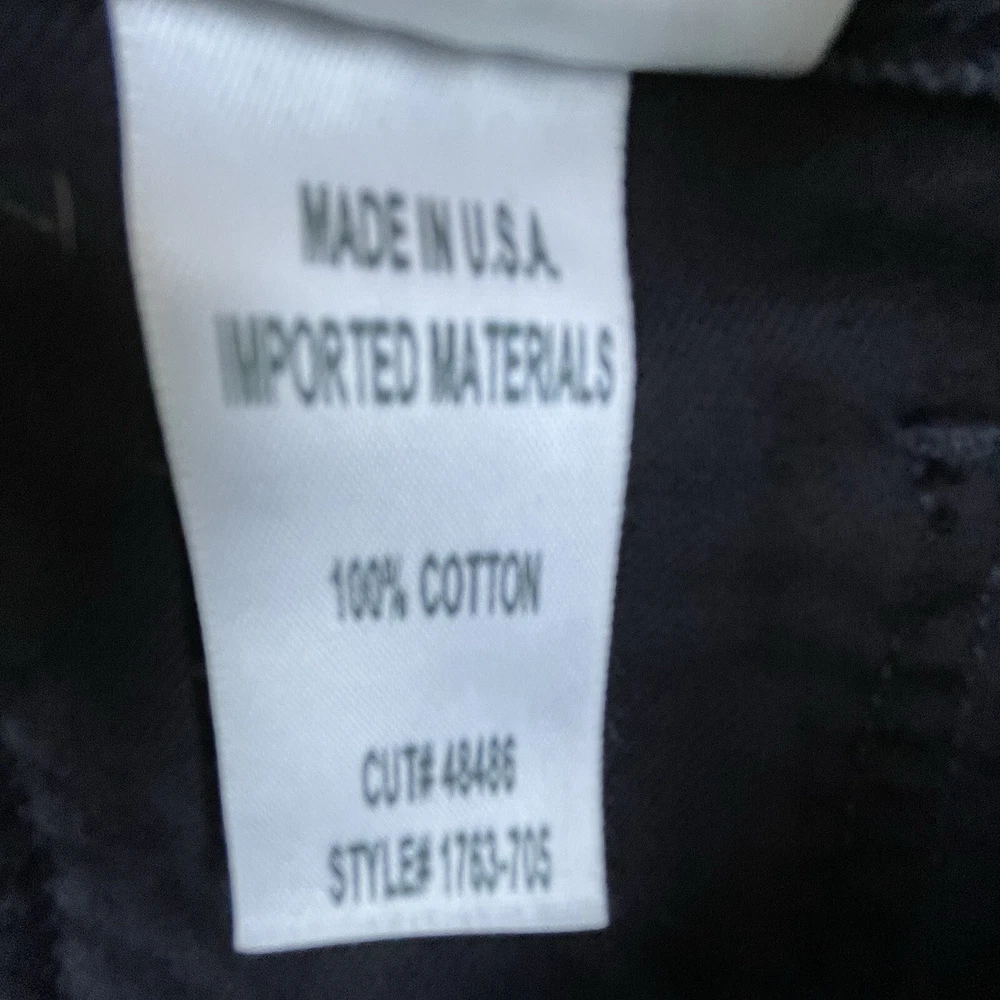 MADE IN U.S.A.
IMPORTED MATERIALS
100% COTTON
CUT# 48486
STYLE# 1763-705